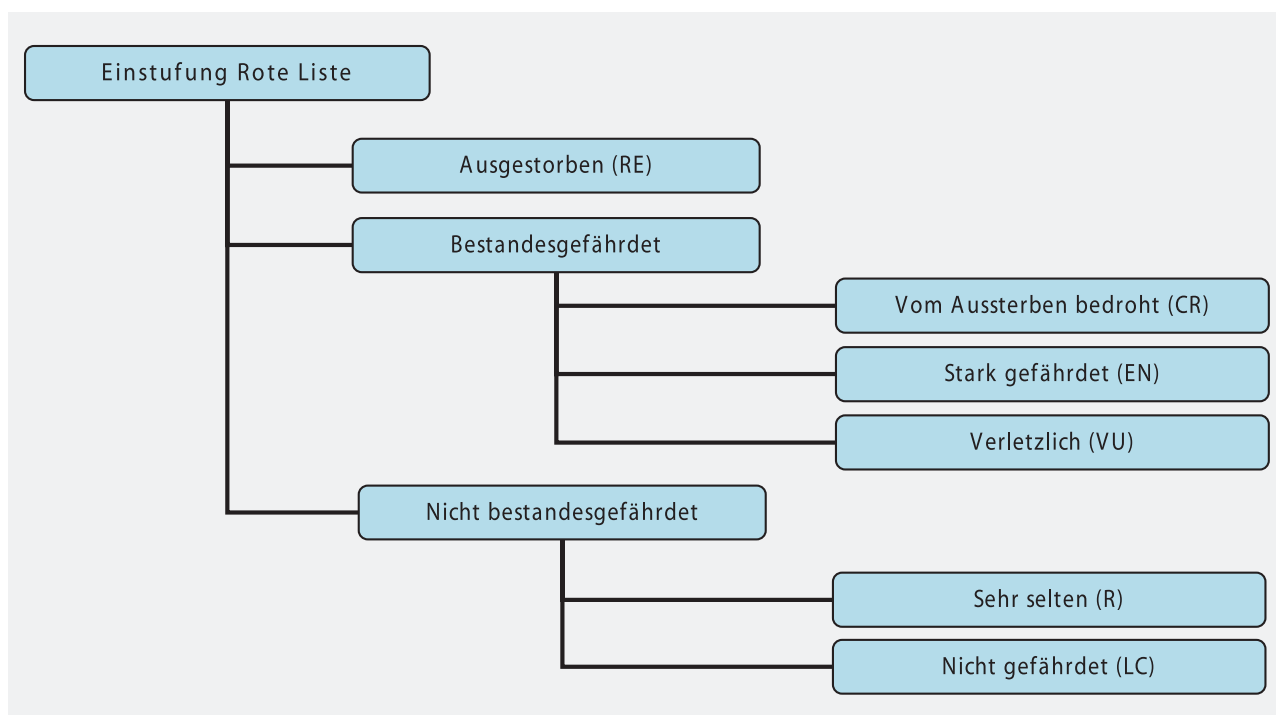 Einstufung Rote Liste
Ausgestorben (RE)
Bestandesgefährdet
Vom Aussterben bedroht (CR)
Stark gefährdet (EN)
Verletzlich (VU)
Nicht bestandesgefährdet
Sehr selten (R)
Nicht gefährdet (LC)